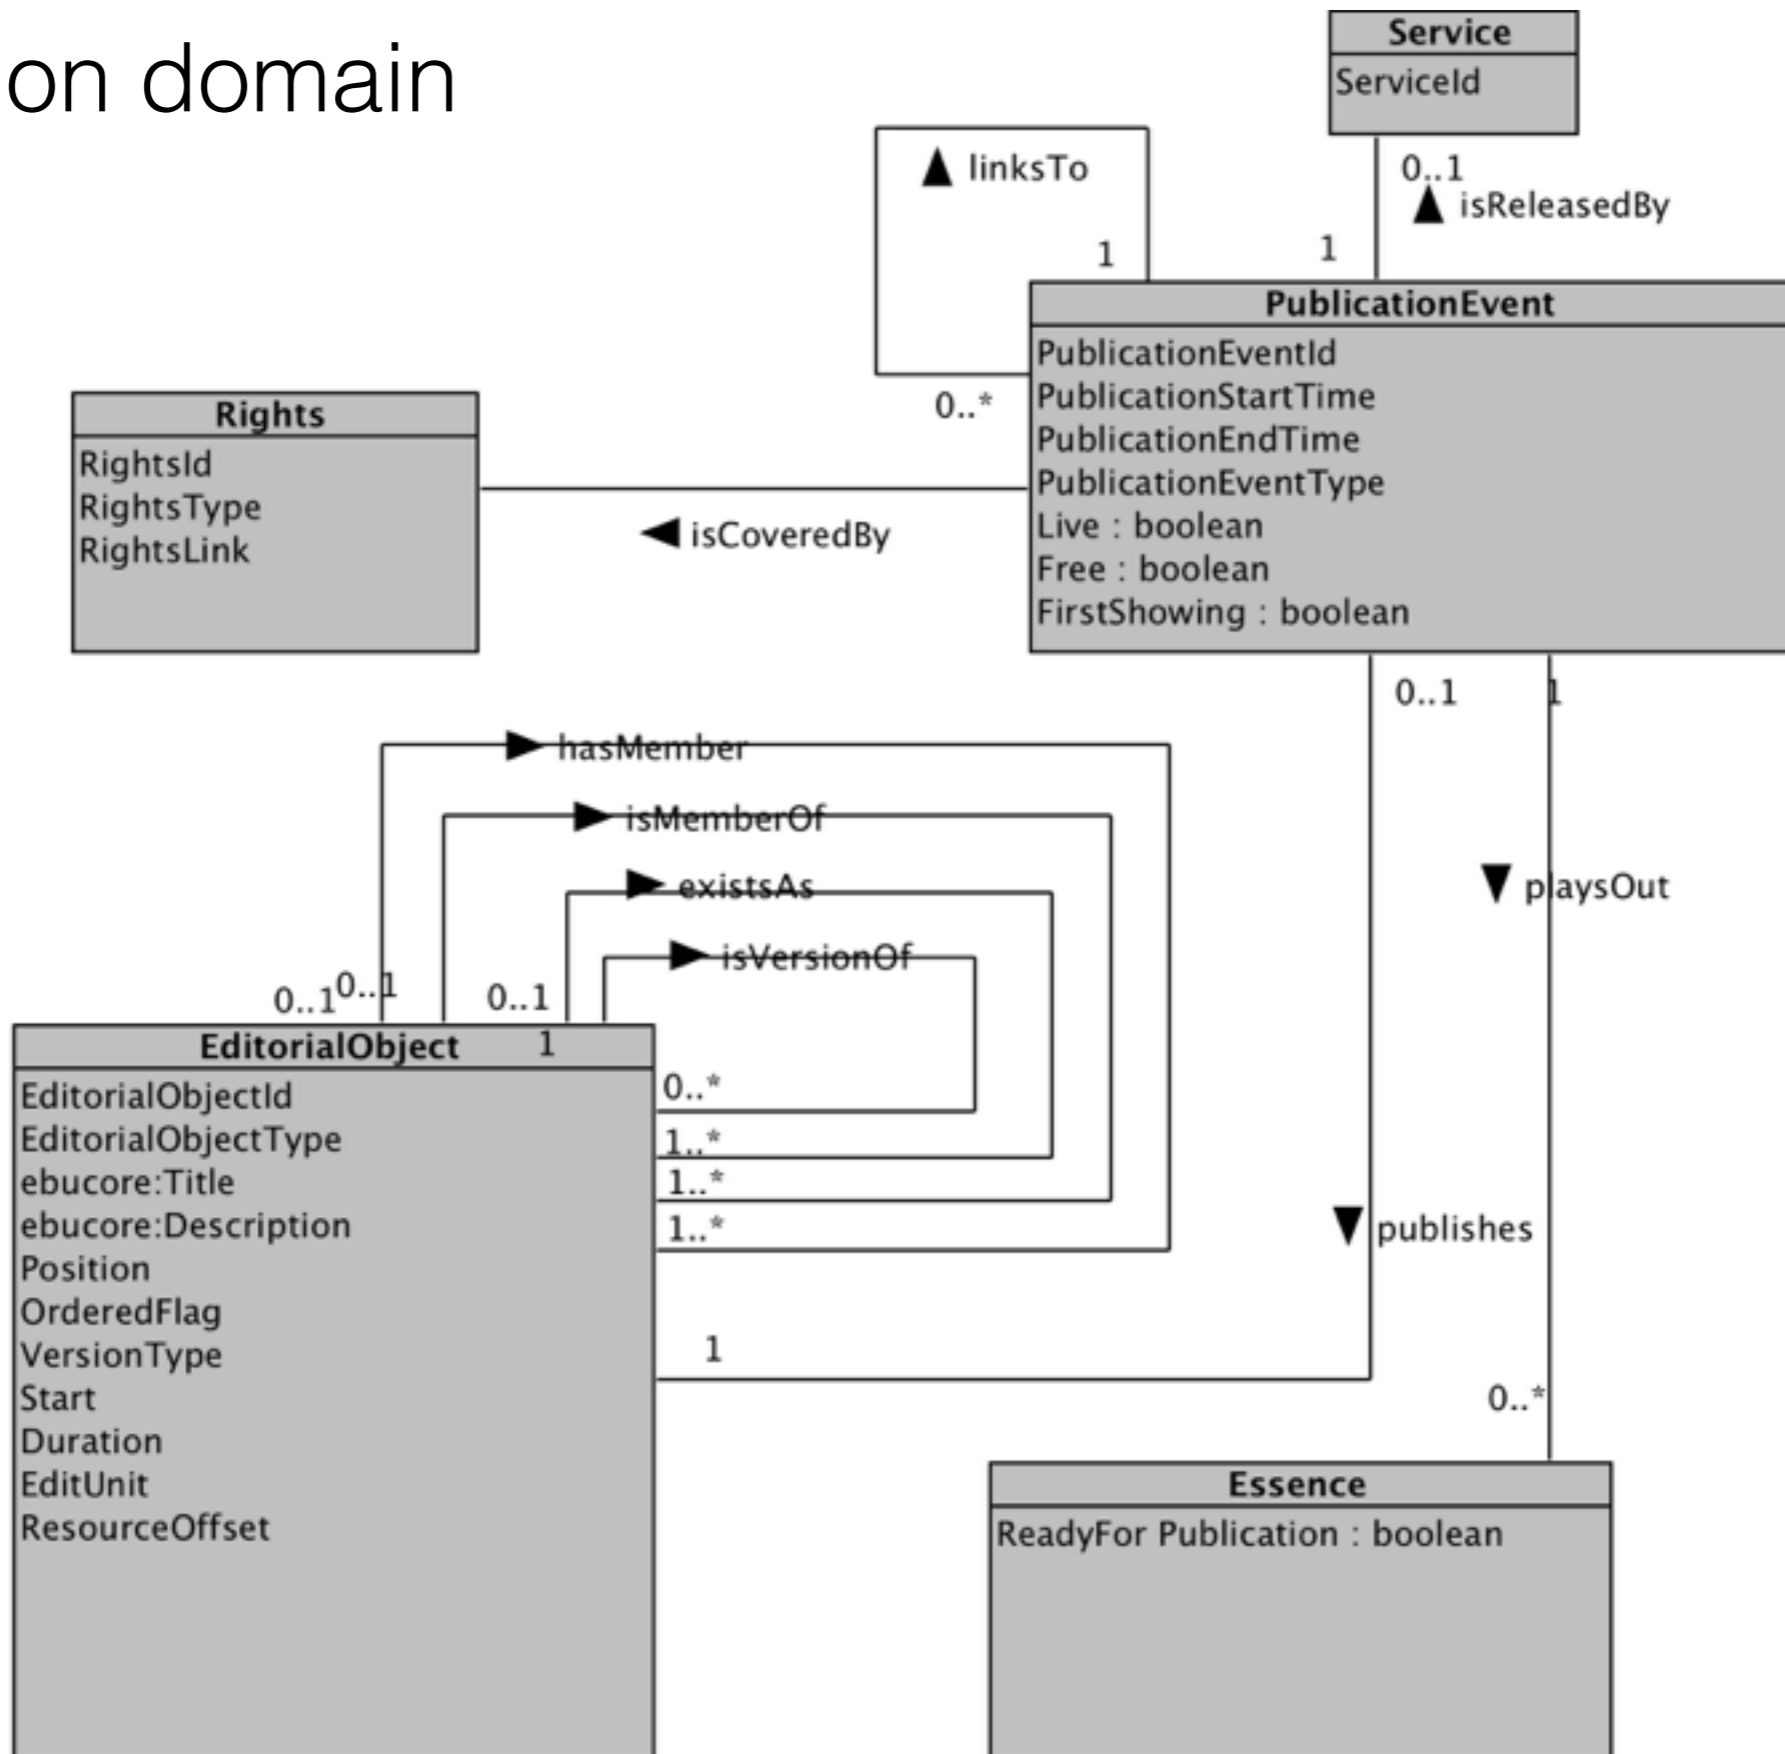 on domain
Service
ServiceId
0..1
isReleasedBy
1
linksTo
1
0..*
PublicationEvent
PublicationEventId
PublicationStartTime
PublicationEndTime
PublicationEventType
Live : boolean
Free : boolean
FirstShowing : boolean
Rights
RightsId
RightsType
RightsLink
isCoveredBy
0..1
1
hasMember
isMemberOf
existsAs
isVersionOf
playsOut
0..1
0..1
0..1
1
EditorialObject
EditorialObjectId
EditorialObjectType
ebucore:Title
ebucore:Description
Position
OrderedFlag
VersionType
Start
Duration
EditUnit
ResourceOffset
0..*
1..*
1..*
1..*
publishes
1
0..*
Essence
ReadyFor Publication : boolean